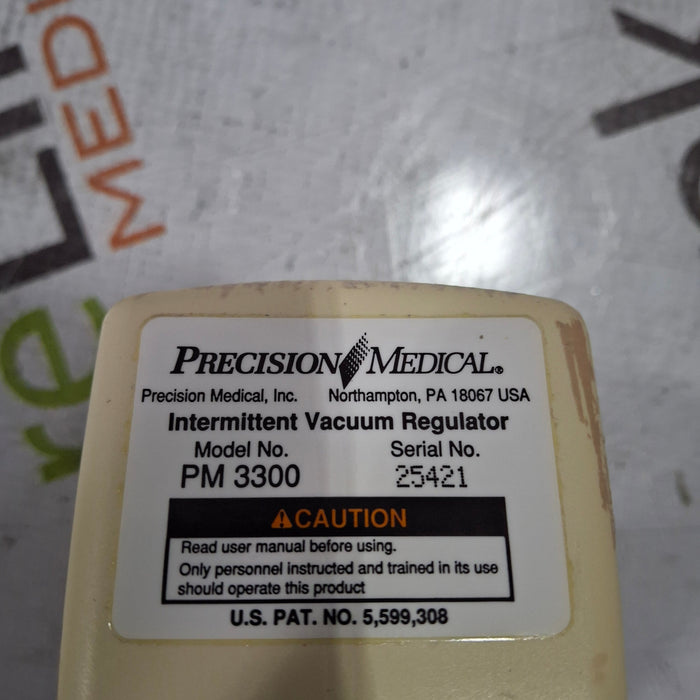 MEDI
re
PRECISION MEDICAL®
Precision Medical, Inc. Northampton, PA 18067 USA
Intermittent Vacuum Regulator
Model No. Serial No.
PM 3300 25421
⚠CAUTION
Read user manual before using.
Only personnel instructed and trained in its use
should operate this product
U.S. PAT. NO. 5,599,308